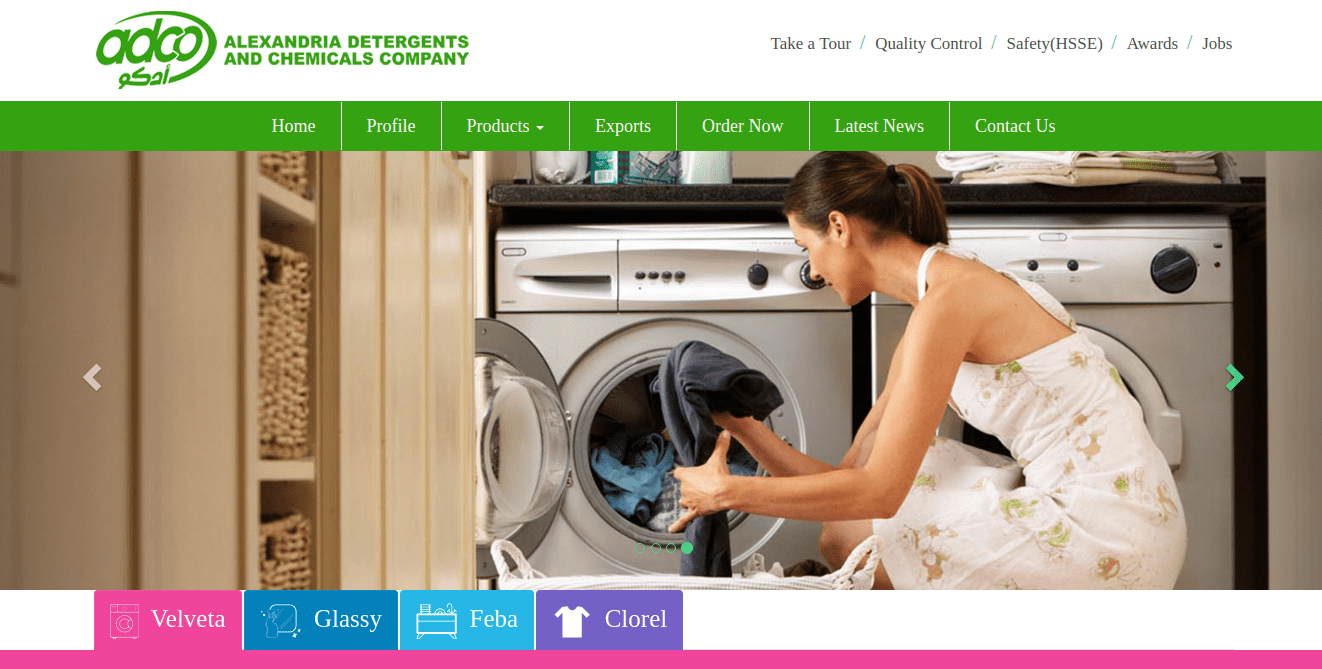 adco
أدكو
ALEXANDRIA DETERGENTS
AND CHEMICALS COMPANY
Take a Tour / Quality Control / Safety(HSSE) / Awards / Jobs
Home Profile Products Exports Order Now Latest News Contact Us
Velveta Glassy Feba Clorel